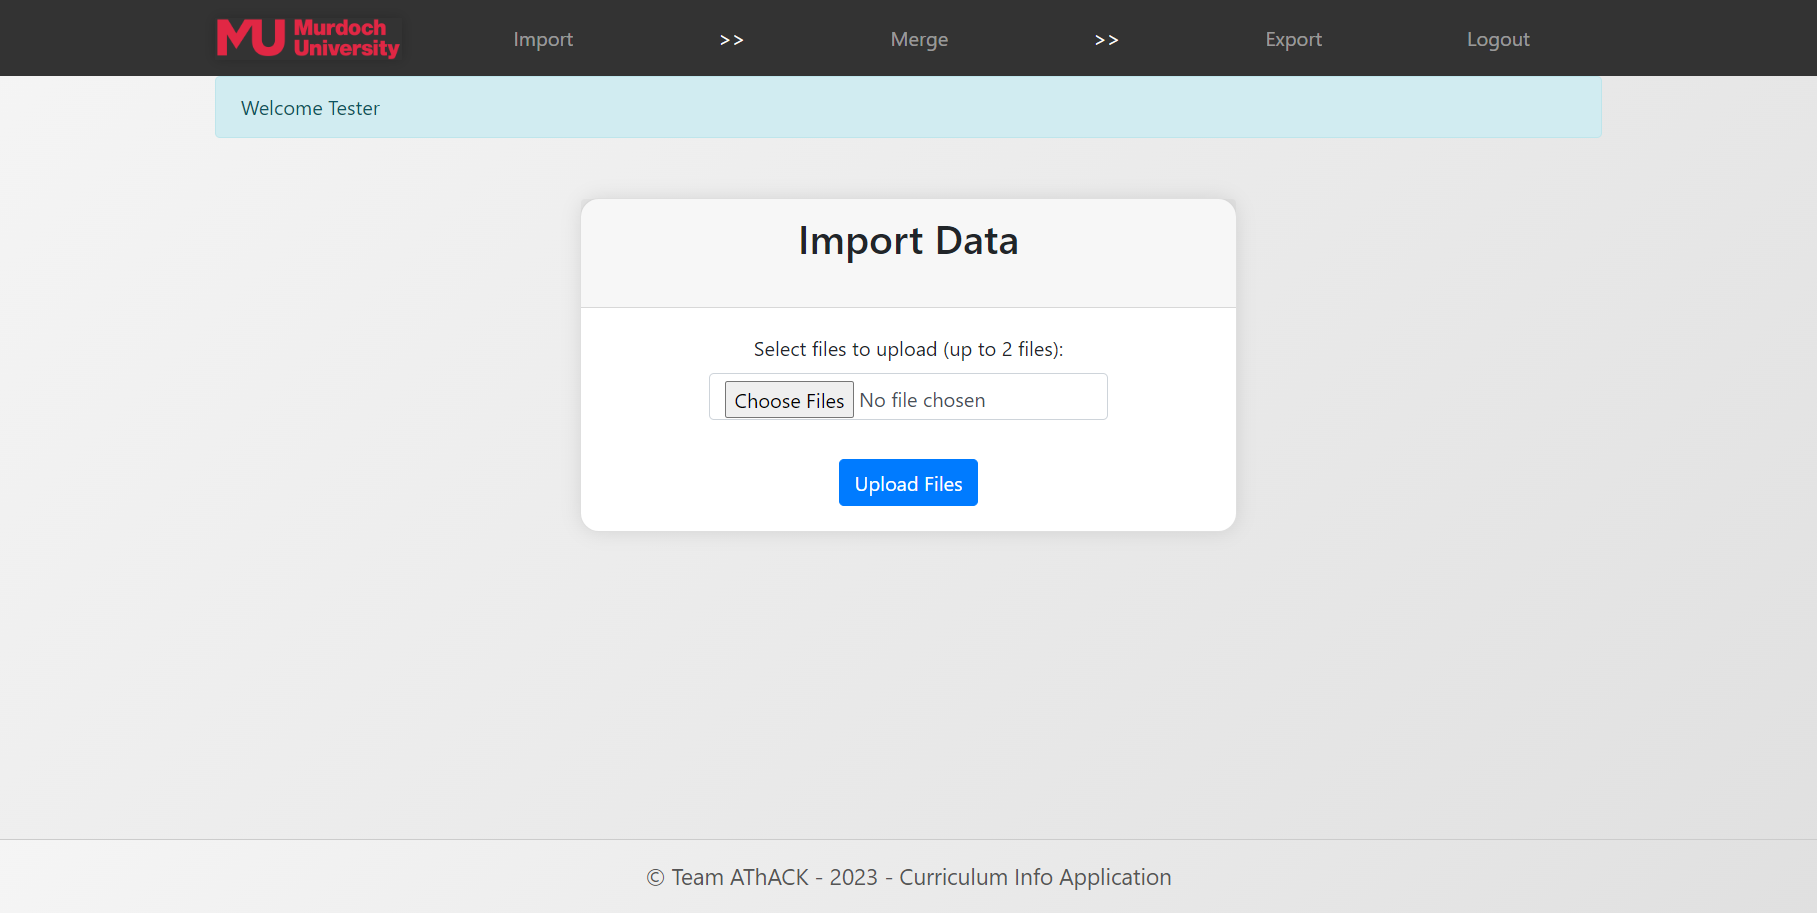 MU Murdoch University
Import >> Merge >> Export Logout
Welcome Tester
Import Data
Select files to upload (up to 2 files):
Choose Files No file chosen
Upload Files
© Team AThACK - 2023 - Curriculum Info Application